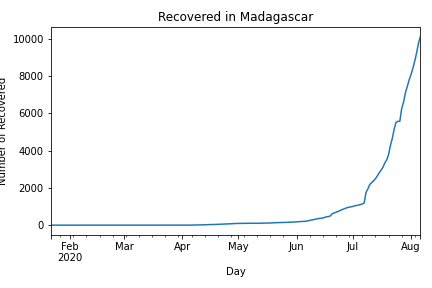 Recovered in Madagascar
Number of Recovered
10000
8000
6000
4000
2000
0
Feb
2020
Mar
Apr
May
Jun
Jul
Aug
Day